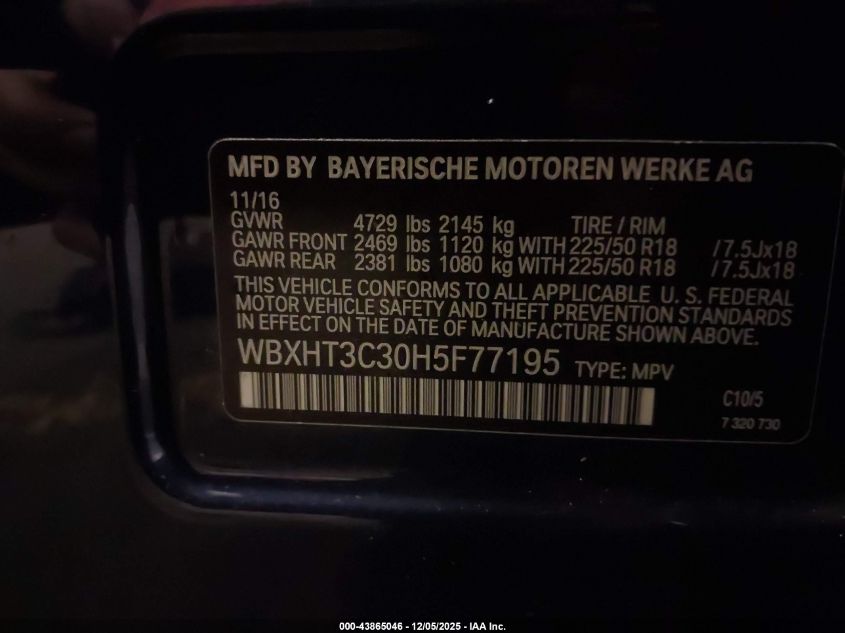 MFD BY BAYERISCHE MOTOREN WERKE AG
11/16
GVWR 4729 lbs 2145 kg TIRE / RIM
GAWR FRONT 2469 lbs 1120 kg WITH 225/50 R18 / 7.5Jx18
GAWR REAR 2381 lbs 1080 kg WITH 225/50 R18 / 7.5Jx18
THIS VEHICLE CONFORMS TO ALL APPLICABLE U. S. FEDERAL
MOTOR VEHICLE SAFETY AND THEFT PREVENTION STANDARDS
IN EFFECT ON THE DATE OF MANUFACTURE SHOWN ABOVE.
WBXHT3C30H5F77195 TYPE: MPV
C10/5
7 320 730
000-43865046 - 12/05/2025 - IAA Inc.